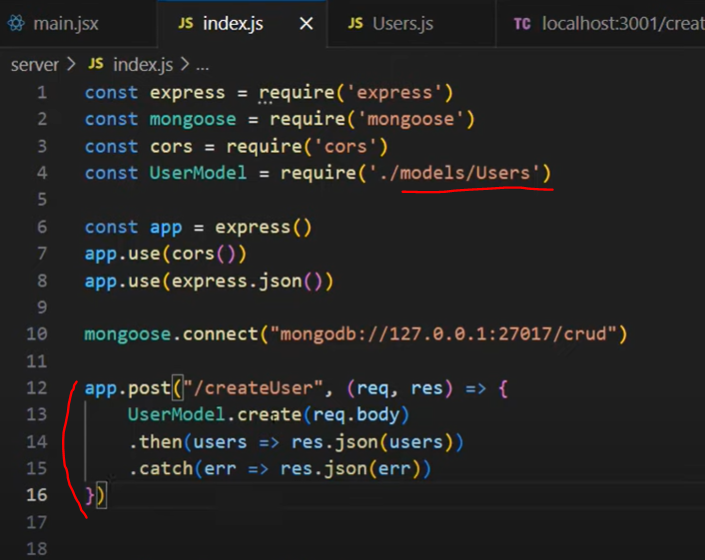 main.jsx JS index.js × JS Users.js TC localhost:3001/creat
server > JS index.js > ...
1 const express = require('express')
2 const mongoose = require('mongoose')
3 const cors = require('cors')
4 const UserModel = require('./models/Users')
5
6 const app = express()
7 app.use(cors())
8 app.use(express.json())
9
10 mongoose.connect("mongodb://127.0.0.1:27017/crud")
11
12 app.post("/createUser", (req, res) => {
13 UserModel.create(req.body)
14 .then(users => res.json(users))
15 .catch(err => res.json(err))
16 })
17
18